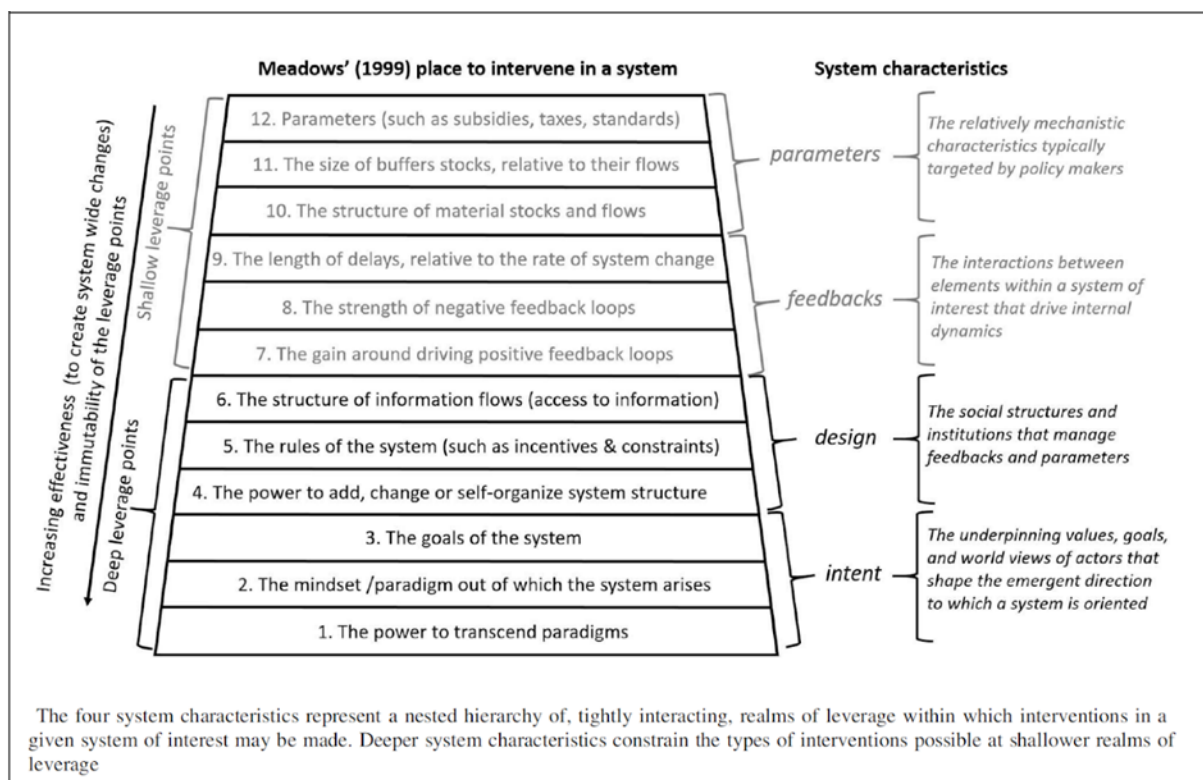 Meadows' (1999) place to intervene in a system
System characteristics
Increasing effectiveness (to create system wide changes)
and immutability of the leverage points
Shallow leverage points
Deep leverage points
12. Parameters (such as subsidies, taxes, standards)
11. The size of buffers stocks, relative to their flows
10. The structure of material stocks and flows
9. The length of delays, relative to the rate of system change
8. The strength of negative feedback loops
7. The gain around driving positive feedback loops
6. The structure of information flows (access to information)
5. The rules of the system (such as incentives & constraints)
4. The power to add, change or self-organize system structure
3. The goals of the system
2. The mindset /paradigm out of which the system arises
1. The power to transcend paradigms
parameters
The relatively mechanistic
characteristics typically
targeted by policy makers
feedbacks
The interactions between
elements within a system of
interest that drive internal
dynamics
design
The social structures and
institutions that manage
feedbacks and parameters
intent
The underpinning values, goals,
and world views of actors that
shape the emergent direction
to which a system is oriented
The four system characteristics represent a nested hierarchy of, tightly interacting, realms of leverage within which interventions in a
given system of interest may be made. Deeper system characteristics constrain the types of interventions possible at shallower realms of
leverage